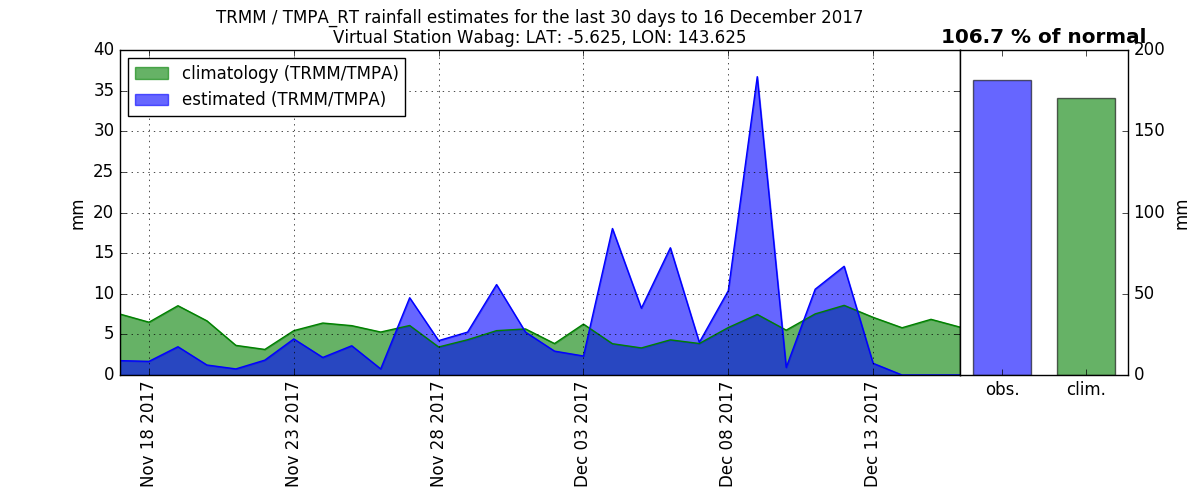 TRMM / TMPA_RT rainfall estimates for the last 30 days to 16 December 2017
Virtual Station Wabag: LAT: -5.625, LON: 143.625
106.7 % of normal
climatology (TRMM/TMPA)
estimated (TRMM/TMPA)
40
35
30
25
20
15
10
5
0
mm
Nov 18 2017
Nov 23 2017
Nov 28 2017
Dec 03 2017
Dec 08 2017
Dec 13 2017
200
150
100
50
0
mm
obs.
clim.